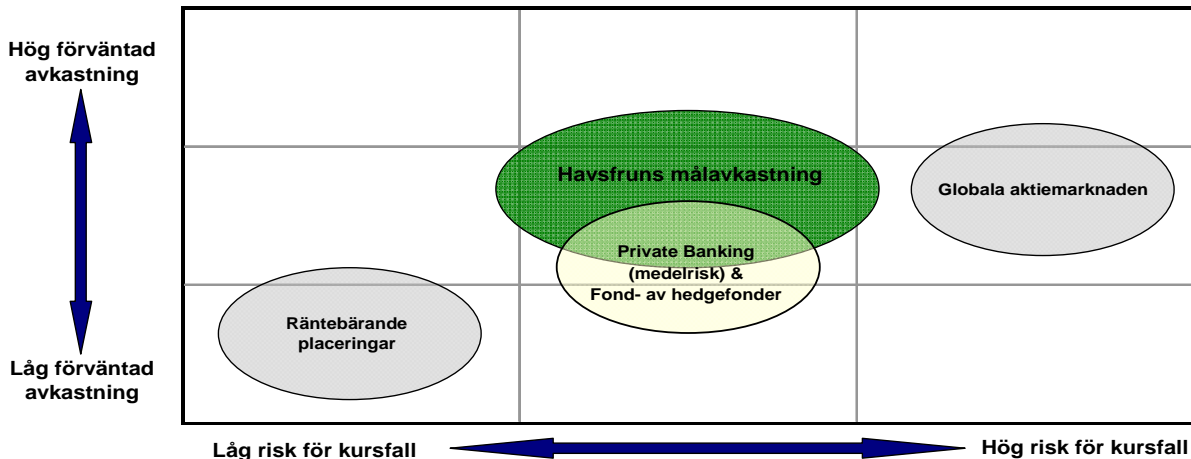 Hög förväntad
avkastning
Havsfruns målavkastning
Globala aktiemarknaden
Private Banking
(medelrisk) &
Fond- av hedgefonder
Räntebärande
placeringar
Låg förväntad
avkastning
Låg risk för kursfall
Hög risk för kursfall